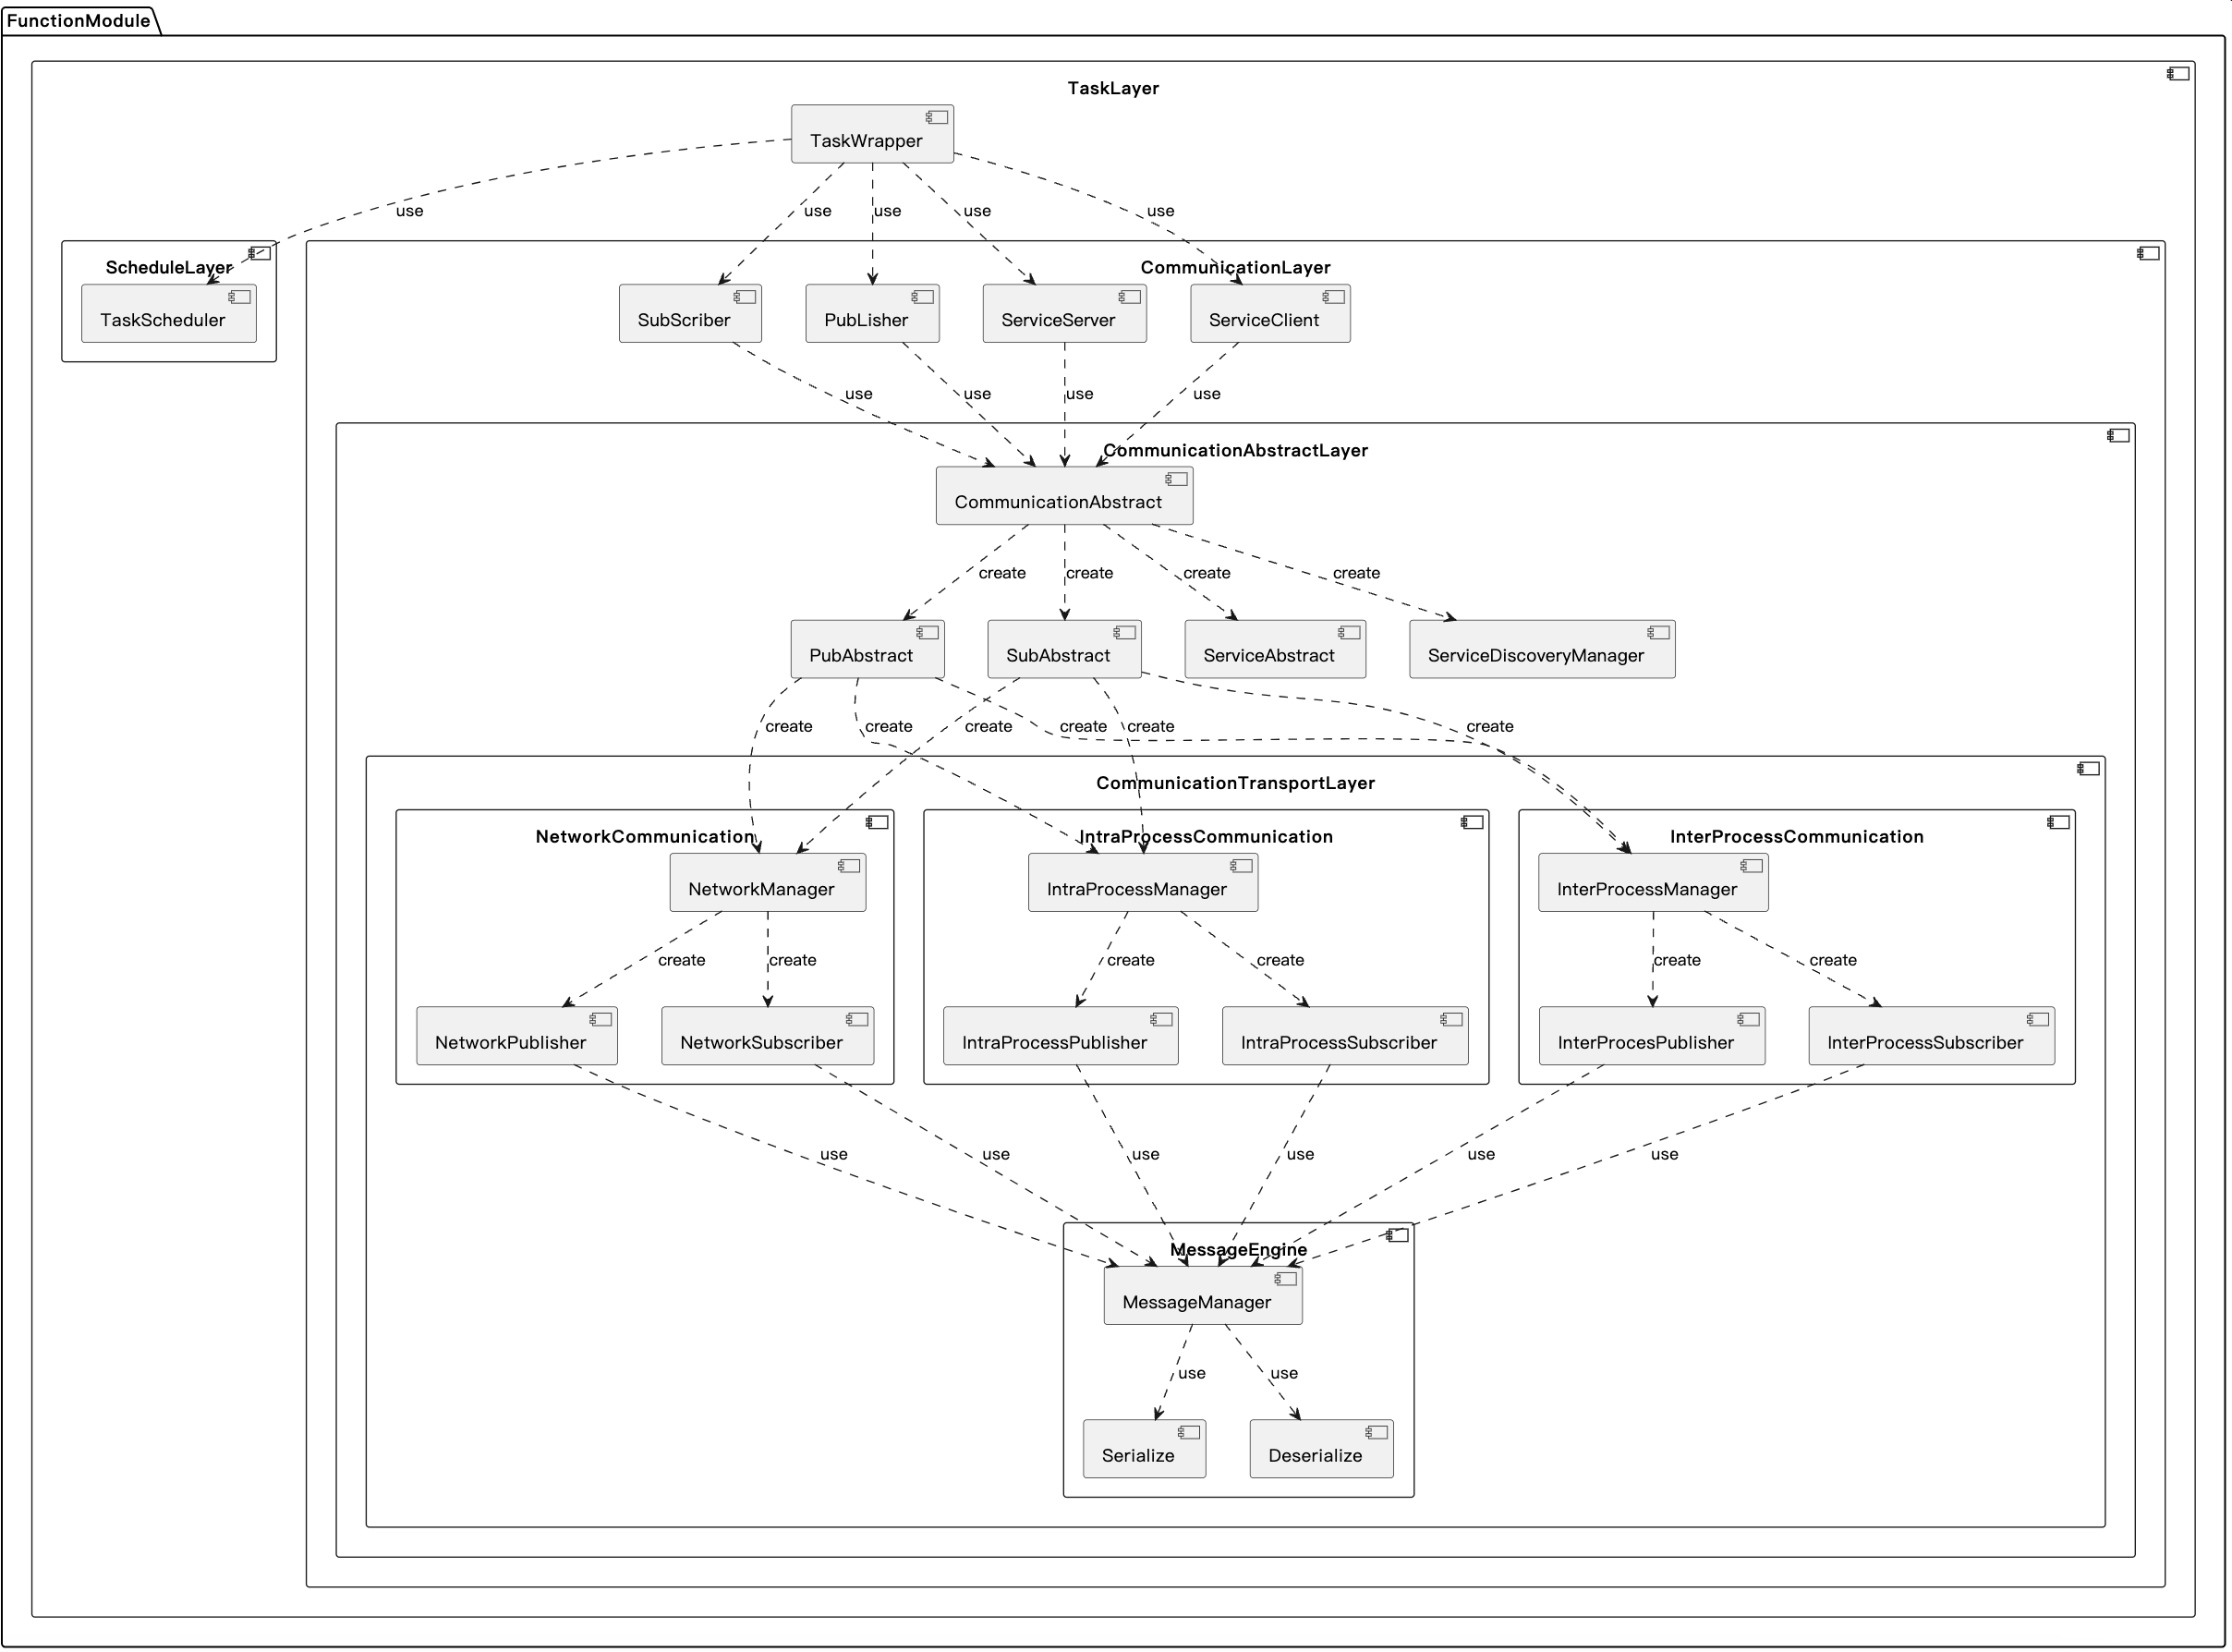 FunctionModule
TaskLayer
TaskWrapper
use
use
use
use
use
ScheduleLayer
CommunicationLayer
TaskScheduler
SubScriber
PubLisher
ServiceServer
ServiceClient
use
use
use
use
CommunicationAbstractLayer
CommunicationAbstract
create
create
create
create
PubAbstract
SubAbstract
ServiceAbstract
ServiceDiscoveryManager
create
create
create
create
create
create
CommunicationTransportLayer
NetworkCommunication
IntraProcessCommunication
InterProcessCommunication
NetworkManager
IntraProcessManager
InterProcessManager
create
create
create
create
create
create
NetworkPublisher
NetworkSubscriber
IntraProcessPublisher
IntraProcessSubscriber
InterProcesPublisher
InterProcessSubscriber
use
use
use
use
use
use
MessageEngine
MessageManager
use
use
Serialize
Deserialize